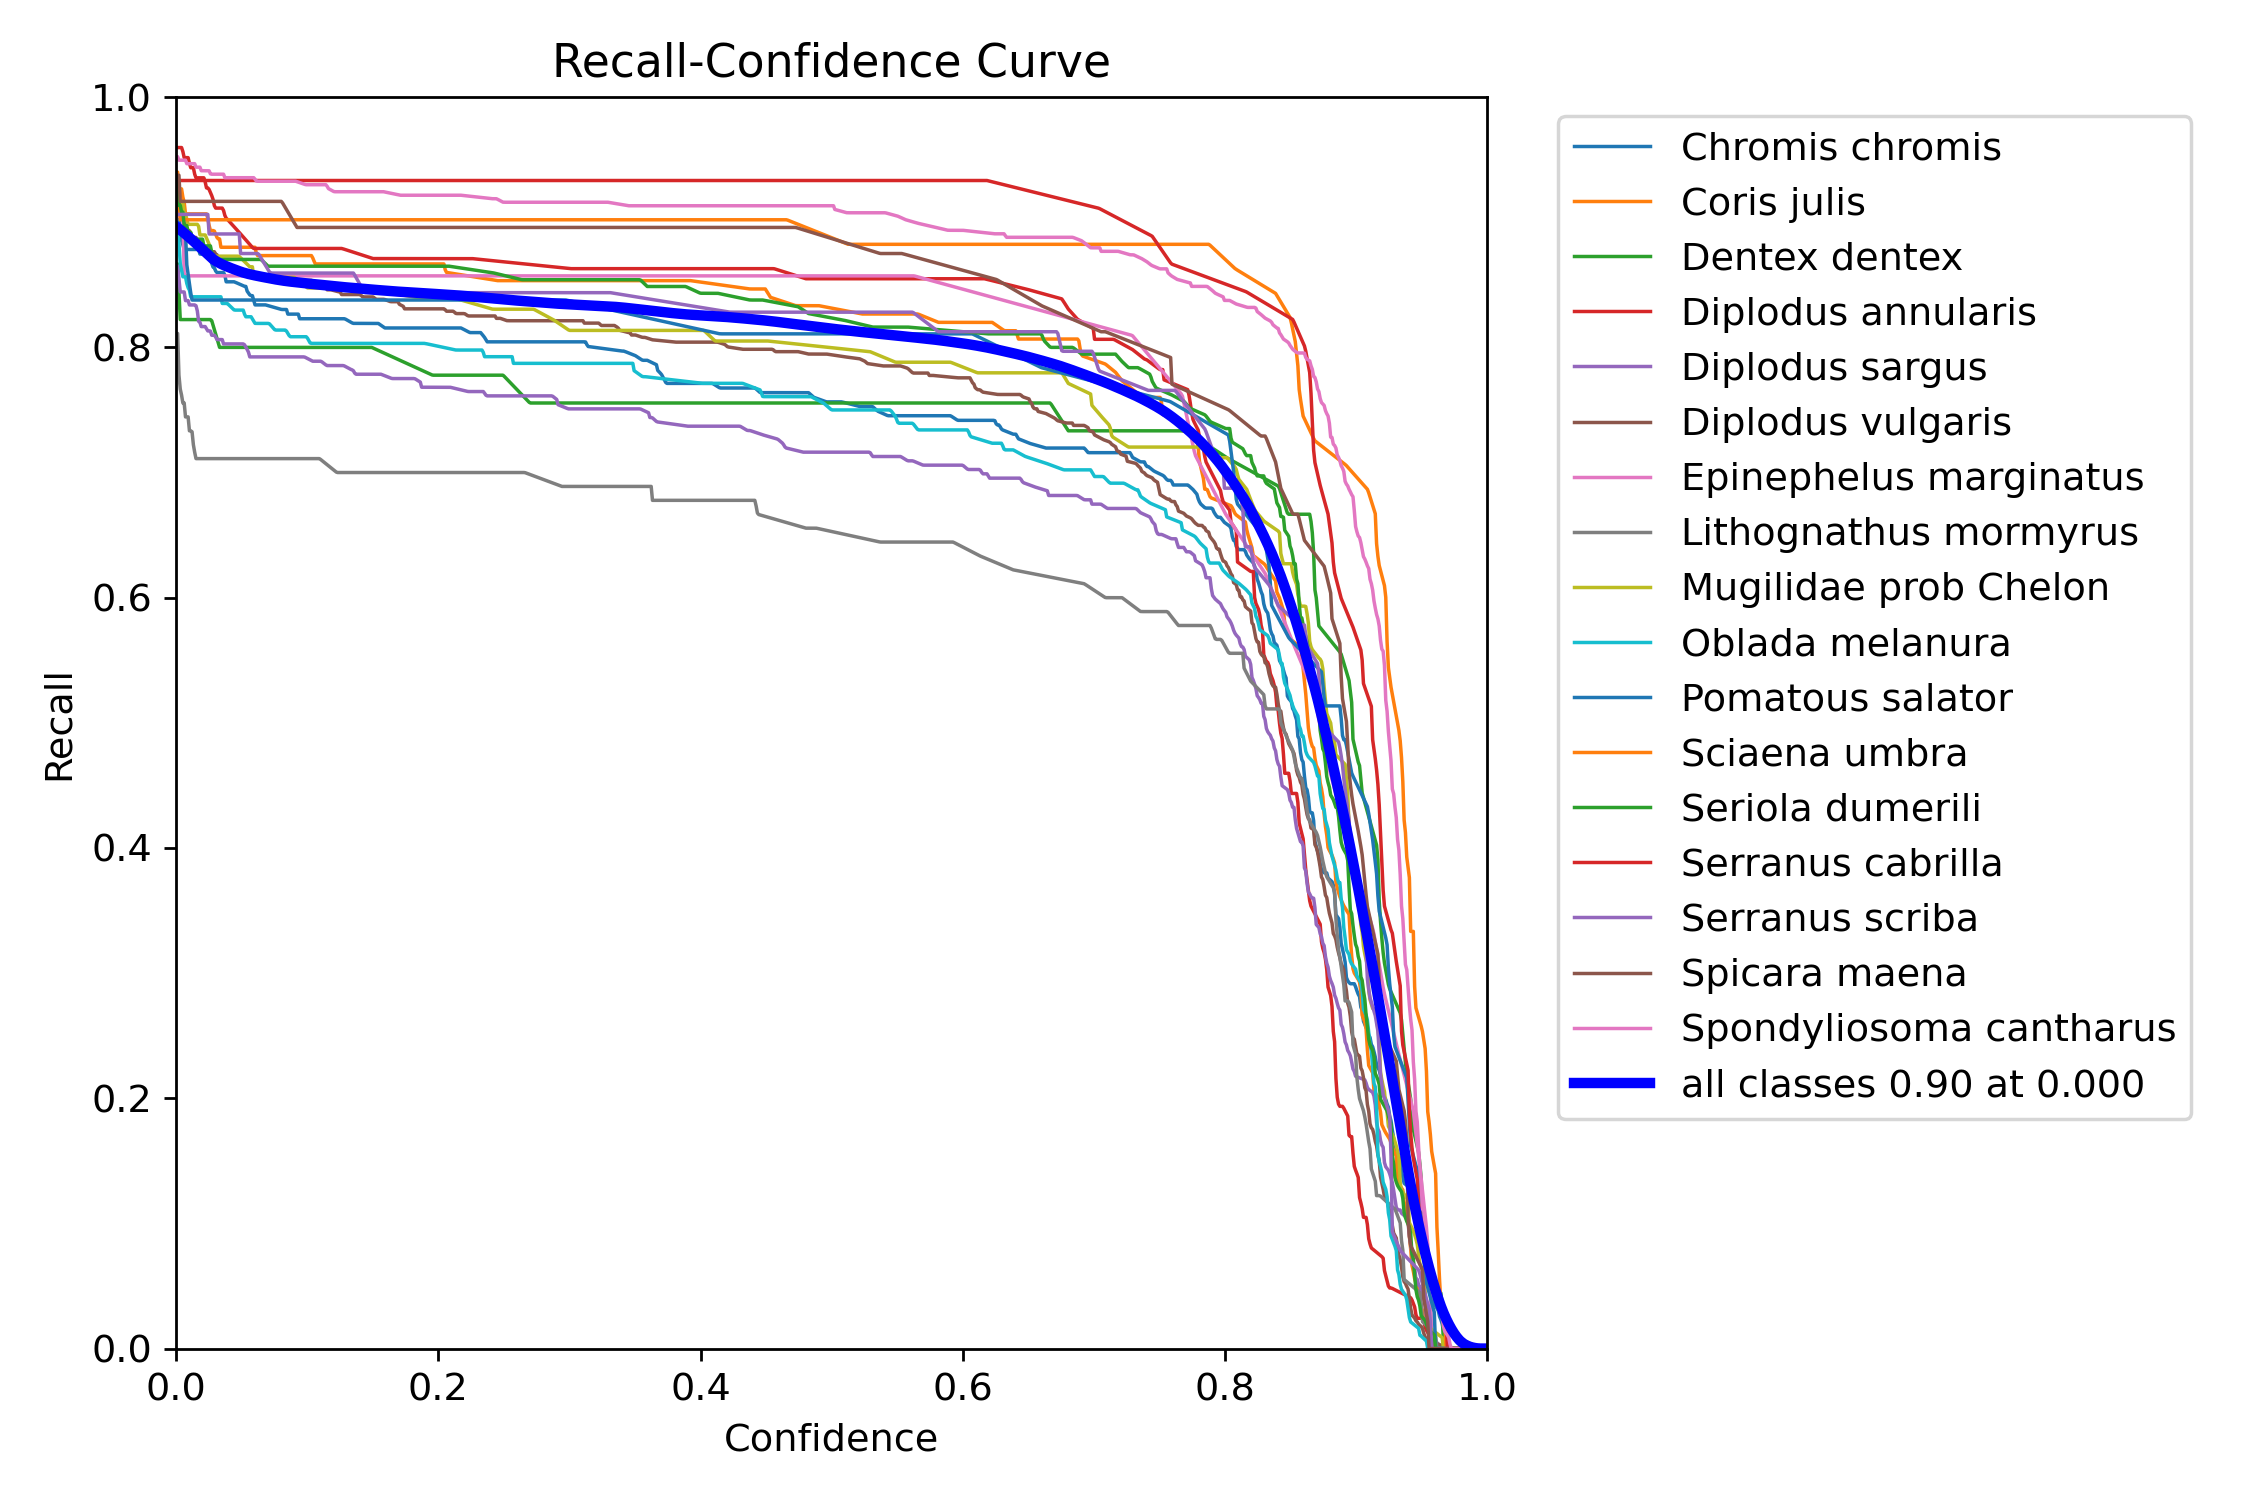 Recall-Confidence Curve
1.0
0.8
0.6
0.4
0.2
0.0
Recall
0.0 0.2 0.4 0.6 0.8 1.0
Confidence
Chromis chromis
Coris julis
Dentex dentex
Diplodus annularis
Diplodus sargus
Diplodus vulgaris
Epinephelus marginatus
Lithognathus mormyrus
Mugilidae prob Chelon
Oblada melanura
Pomatous salator
Sciaena umbra
Seriola dumerili
Serranus cabrilla
Serranus scriba
Spicara maena
Spondyliosoma cantharus
all classes 0.90 at 0.000